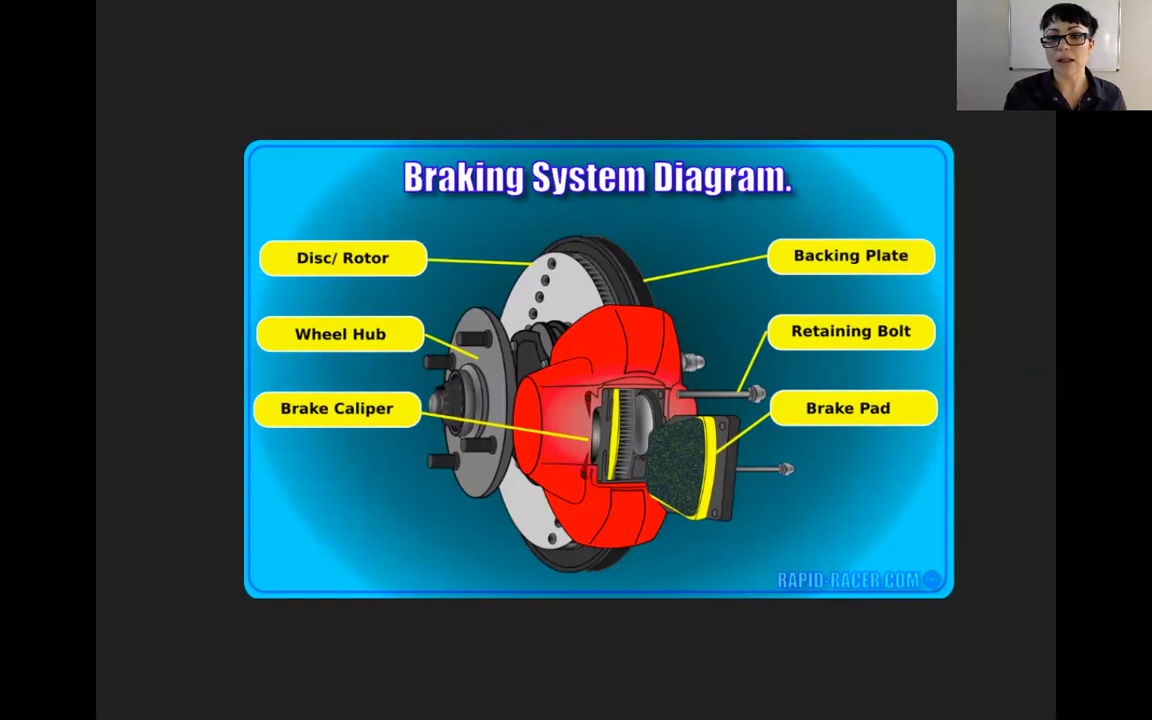 Braking System Diagram.
Disc/ Rotor
Backing Plate
Wheel Hub
Retaining Bolt
Brake Caliper
Brake Pad
RAPID-RACER.COM